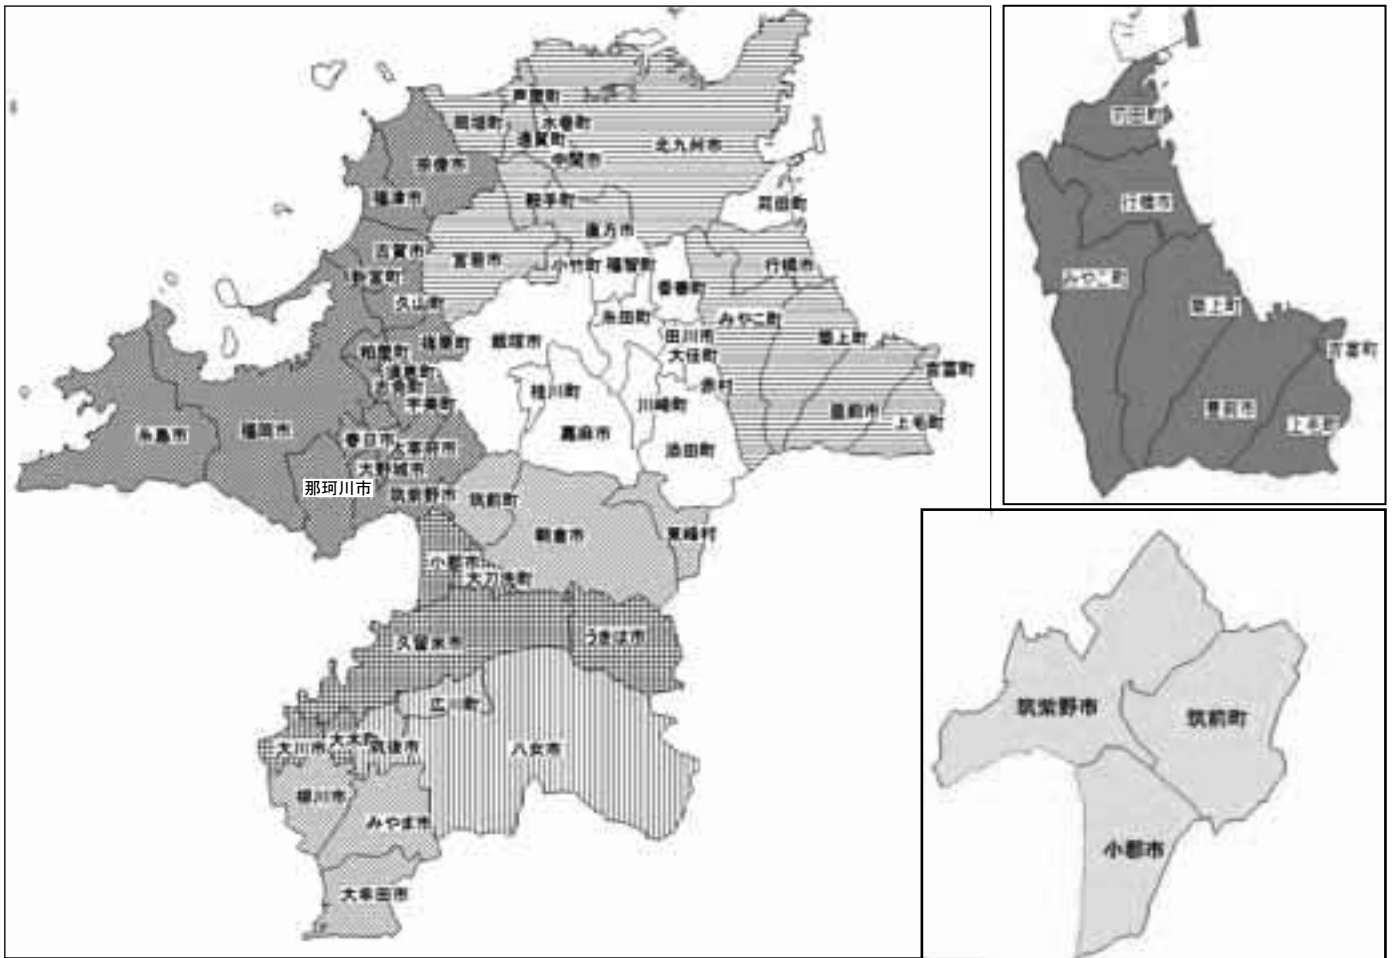 芦屋町
岡垣町
水巻町
遠賀町
北九州市
中間市
宗像市
鞍手町
福津市
苅田町
直方市
古賀市
宮若市
小竹町
福智町
行橋市
新宮町
香春町
久山町
糸田町
みやこ町
田川市
築上町
篠栗町
飯塚市
粕屋町
大任町
須恵町
吉富町
志免町
赤村
桂川町
宇美町
川崎町
豊前市
上毛町
糸島市
福岡市
春日市
嘉麻市
太宰府市
添田町
大野城市
那珂川市
筑紫野市
筑前町
朝倉市
東峰村
小郡市
大刀洗町
久留米市
うきは市
広川町
大川市
大木町
筑後市
八女市
柳川市
みやま市
大牟田市
苅田町
行橋市
みやこ町
築上町
吉富町
豊前市
上毛町
筑紫野市
筑前町
小郡市